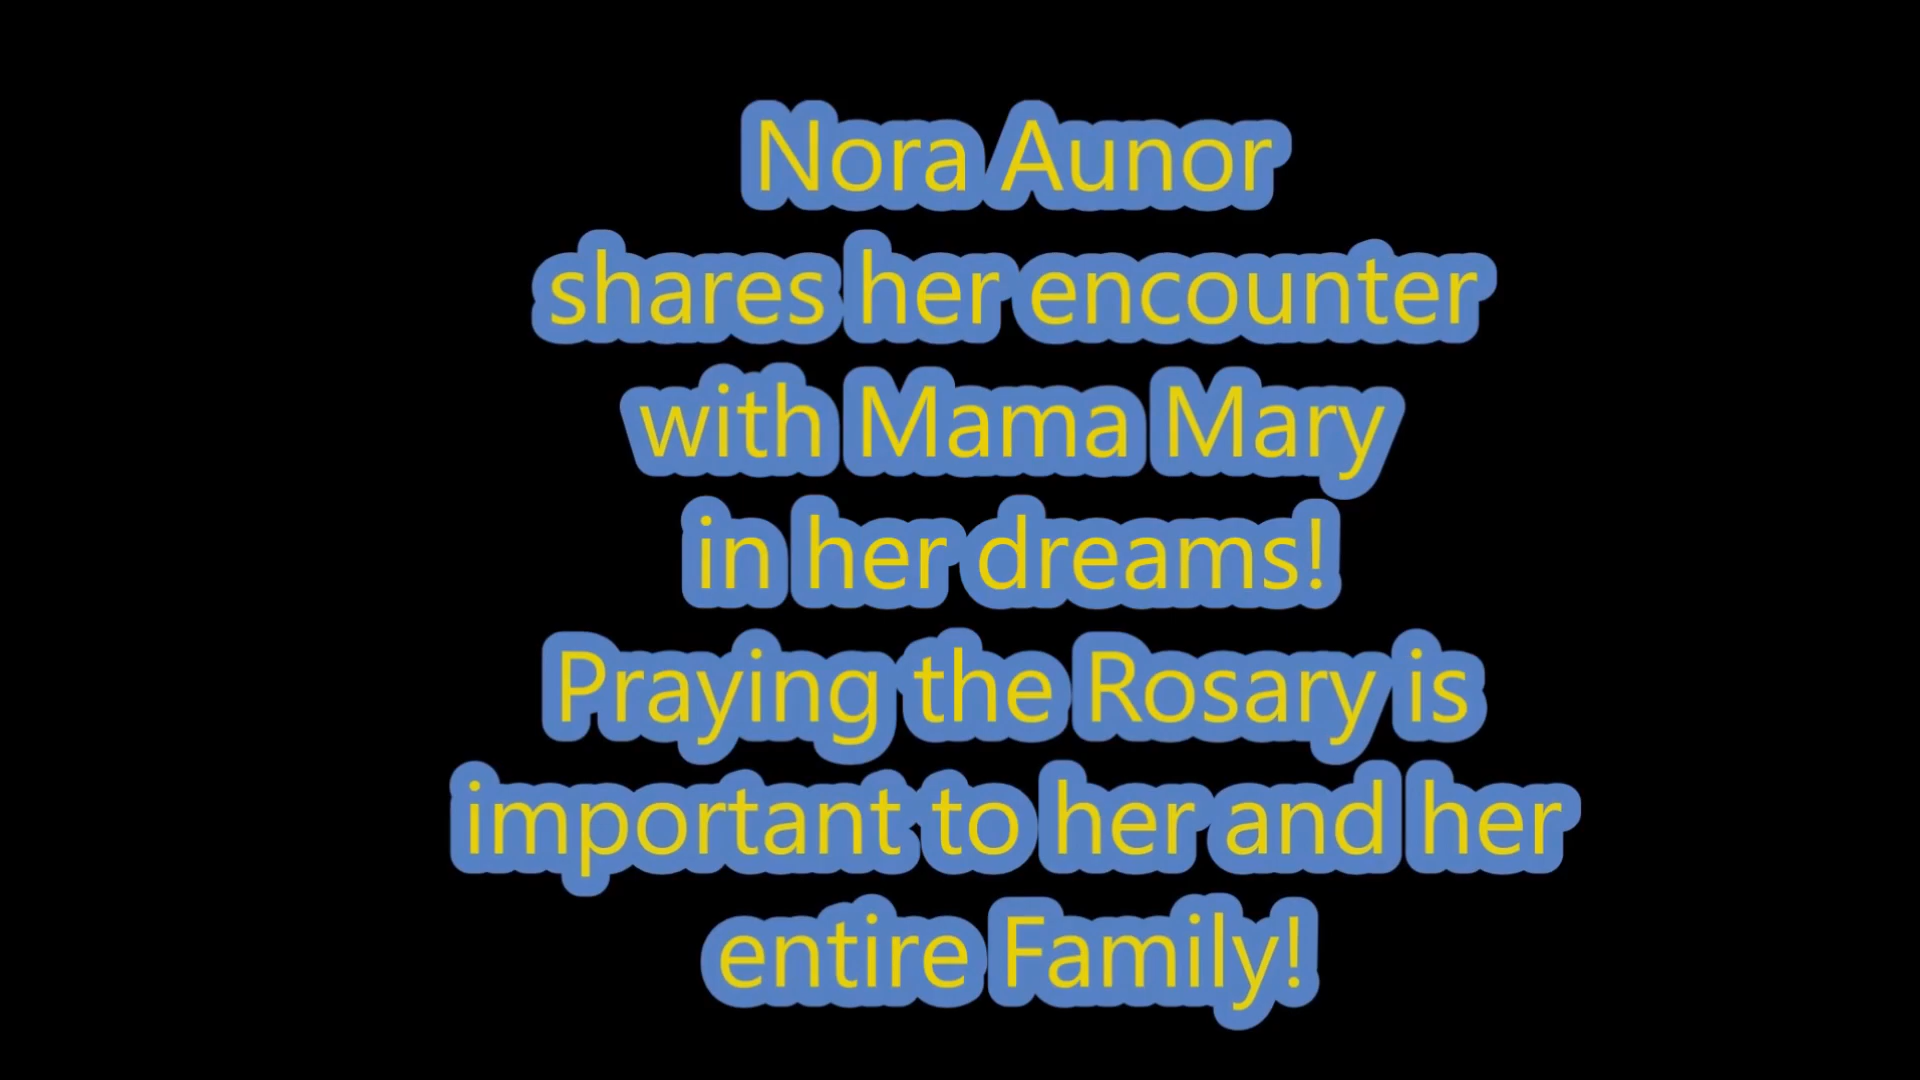 Nora Aunor
shares her encounter
with Mama Mary
in her dreams!
Praying the Rosary is
important to her and her
entire Family!